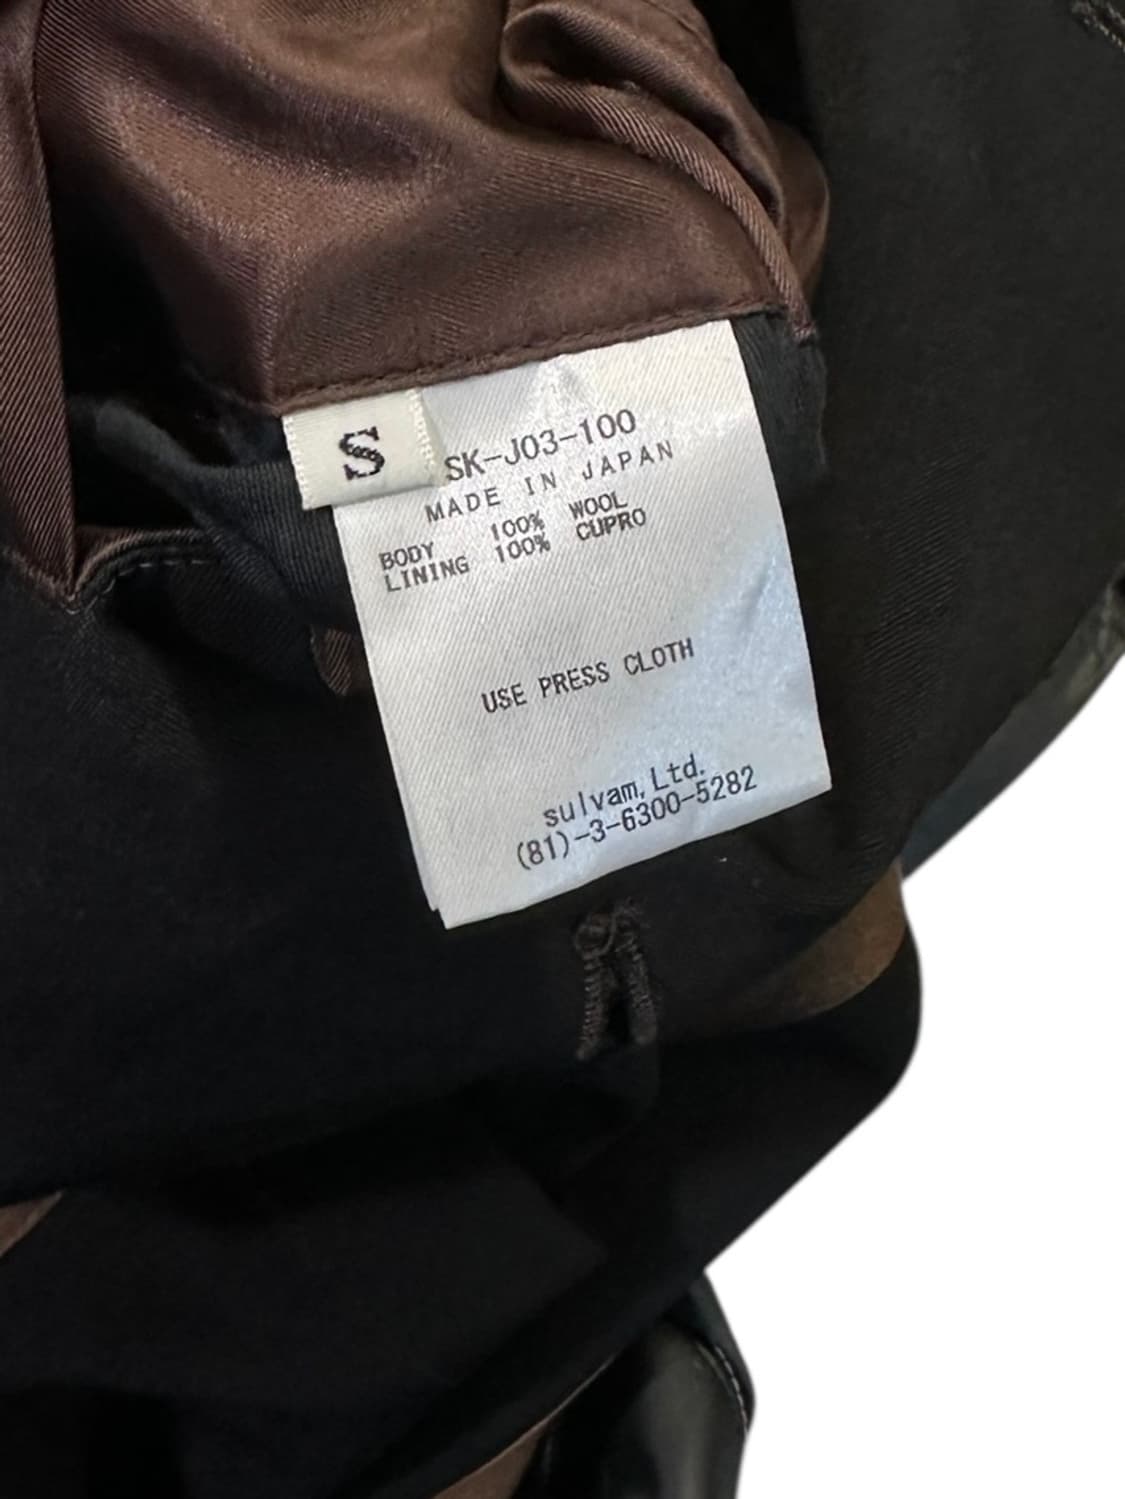 S
SK-J03-100
MADE IN JAPAN
BODY 100% WOOL
LINING 100% CUPRO
USE PRESS CLOTH
sulvam, Ltd.
(81)-3-6300-5282